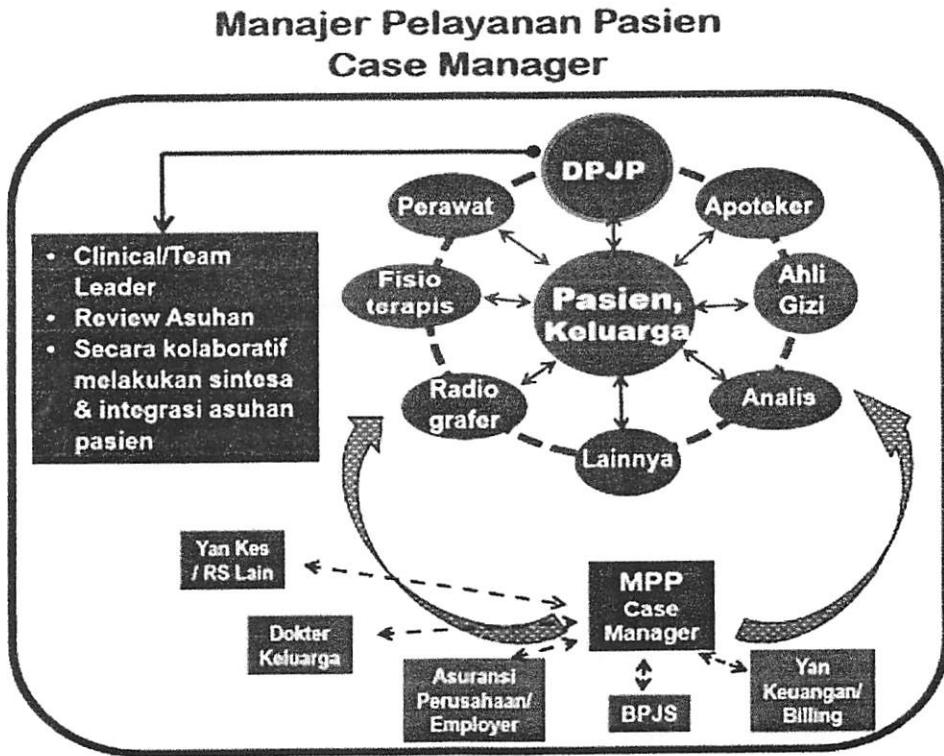 Manajer Pelayanan Pasien
Case Manager
DPJP
Perawat
Apoteker
• Clinical/Team
Leader
• Review Asuhan
• Secara kolaboratif
melakukan sintesa
& integrasi asuhan
pasien
Fisio
terapis
Pasien,
Keluarga
Ahli
Gizi
Radio
grafer
Analis
Lainnya
Yan Kes
/ RS Lain
MPP
Case
Manager
Dokter
Keluarga
Asuransi
Perusahaan/
Employer
BPJS
Yan
Keuangan/
Billing